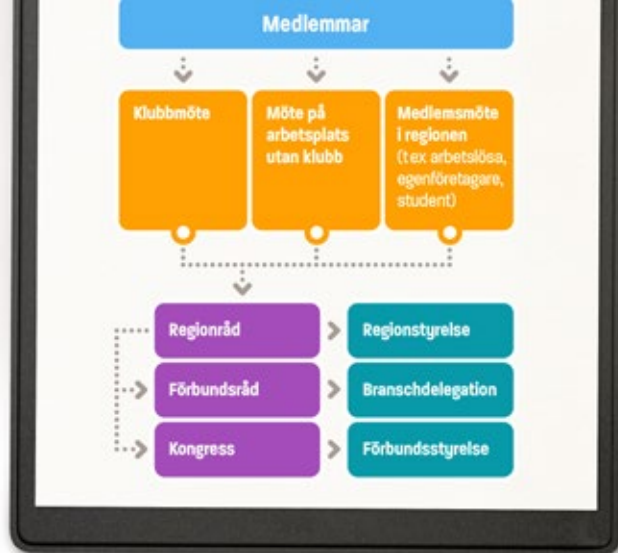 Medlemmar
Klubbmöte
Möte på
arbetsplats
utan klubb
Medlemsmöte
i regionen
(t ex arbetslösa,
egenföretagare,
student)
Regionråd
Regionstyrelse
Förbundsråd
Branschdelegation
Kongress
Förbundsstyrelse